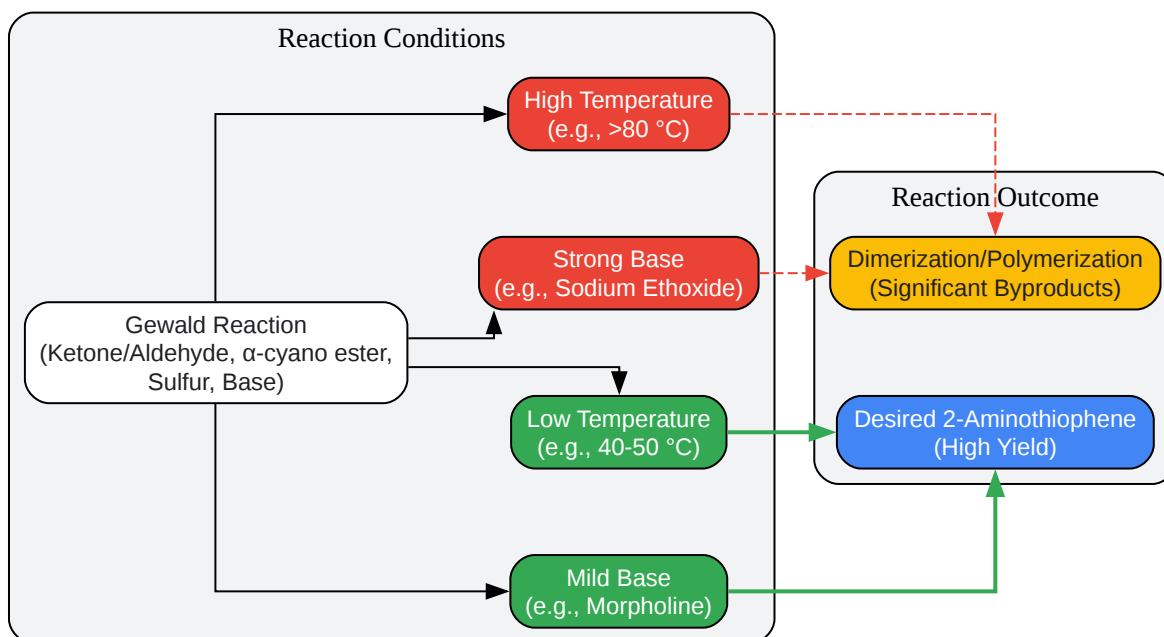 Reaction Conditions
High Temperature
(e.g., >80 °C)
Reaction Outcome
Strong Base
(e.g., Sodium Ethoxide)
Dimerization/Polymerization
(Significant Byproducts)
Gewald Reaction
(Ketone/Aldehyde, α-cyano ester,
Sulfur, Base)
Low Temperature
(e.g., 40-50 °C)
Desired 2-Aminothiophene
(High Yield)
Mild Base
(e.g., Morpholine)